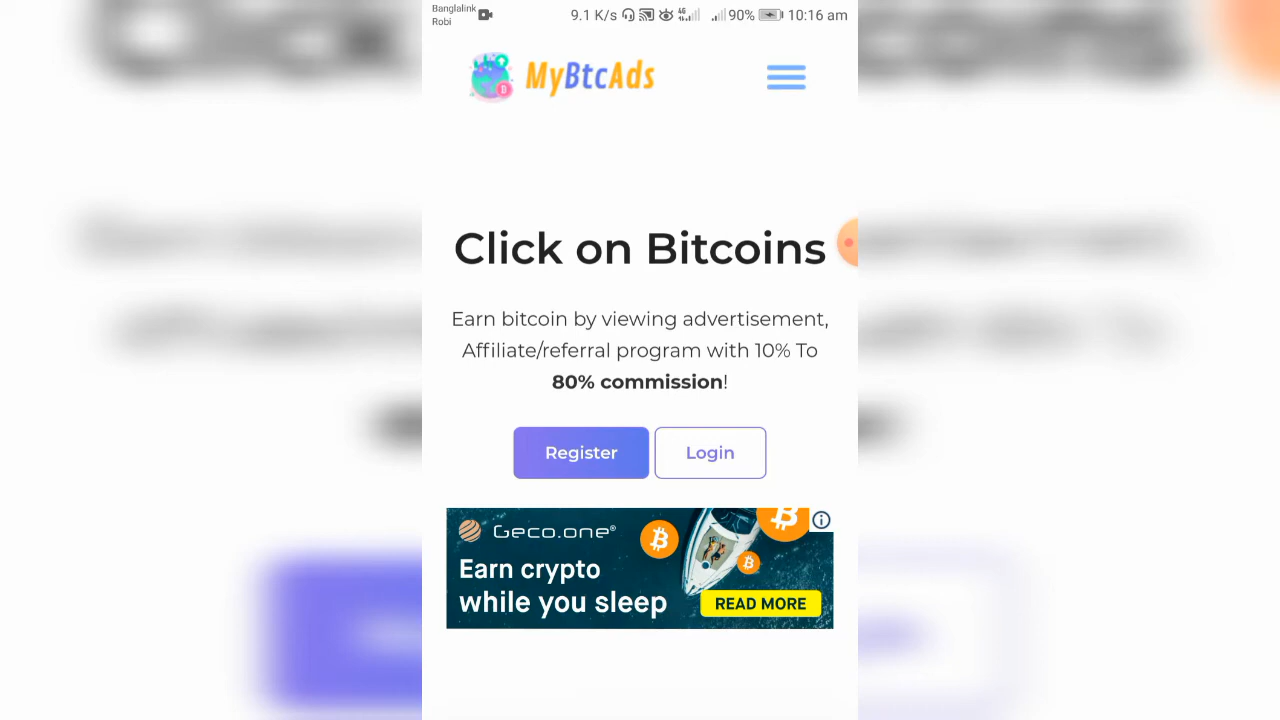 Banglalink
Robi
9.1 K/s 4G 90% 10:16 am
MyBtcAds
Click on Bitcoins
Earn bitcoin by viewing advertisement,
Affiliate/referral program with 10% To
80% commission!
Register Login
Geco.one®
Earn crypto
while you sleep
READ MORE